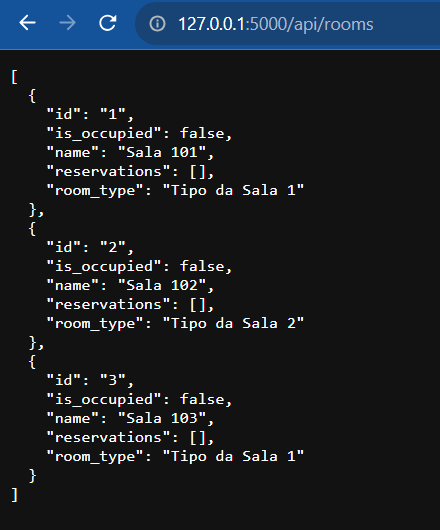 127.0.0.1:5000/api/rooms
[
  {
    "id": "1",
    "is_occupied": false,
    "name": "Sala 101",
    "reservations": [],
    "room_type": "Tipo da Sala 1"
  },
  {
    "id": "2",
    "is_occupied": false,
    "name": "Sala 102",
    "reservations": [],
    "room_type": "Tipo da Sala 2"
  },
  {
    "id": "3",
    "is_occupied": false,
    "name": "Sala 103",
    "reservations": [],
    "room_type": "Tipo da Sala 1"
  }
]